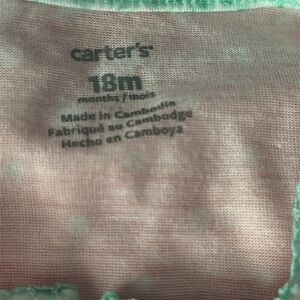 carter's
18m
months / mois
Made in Cambodia
Fabriqué au Cambodge
Hecho en Camboya